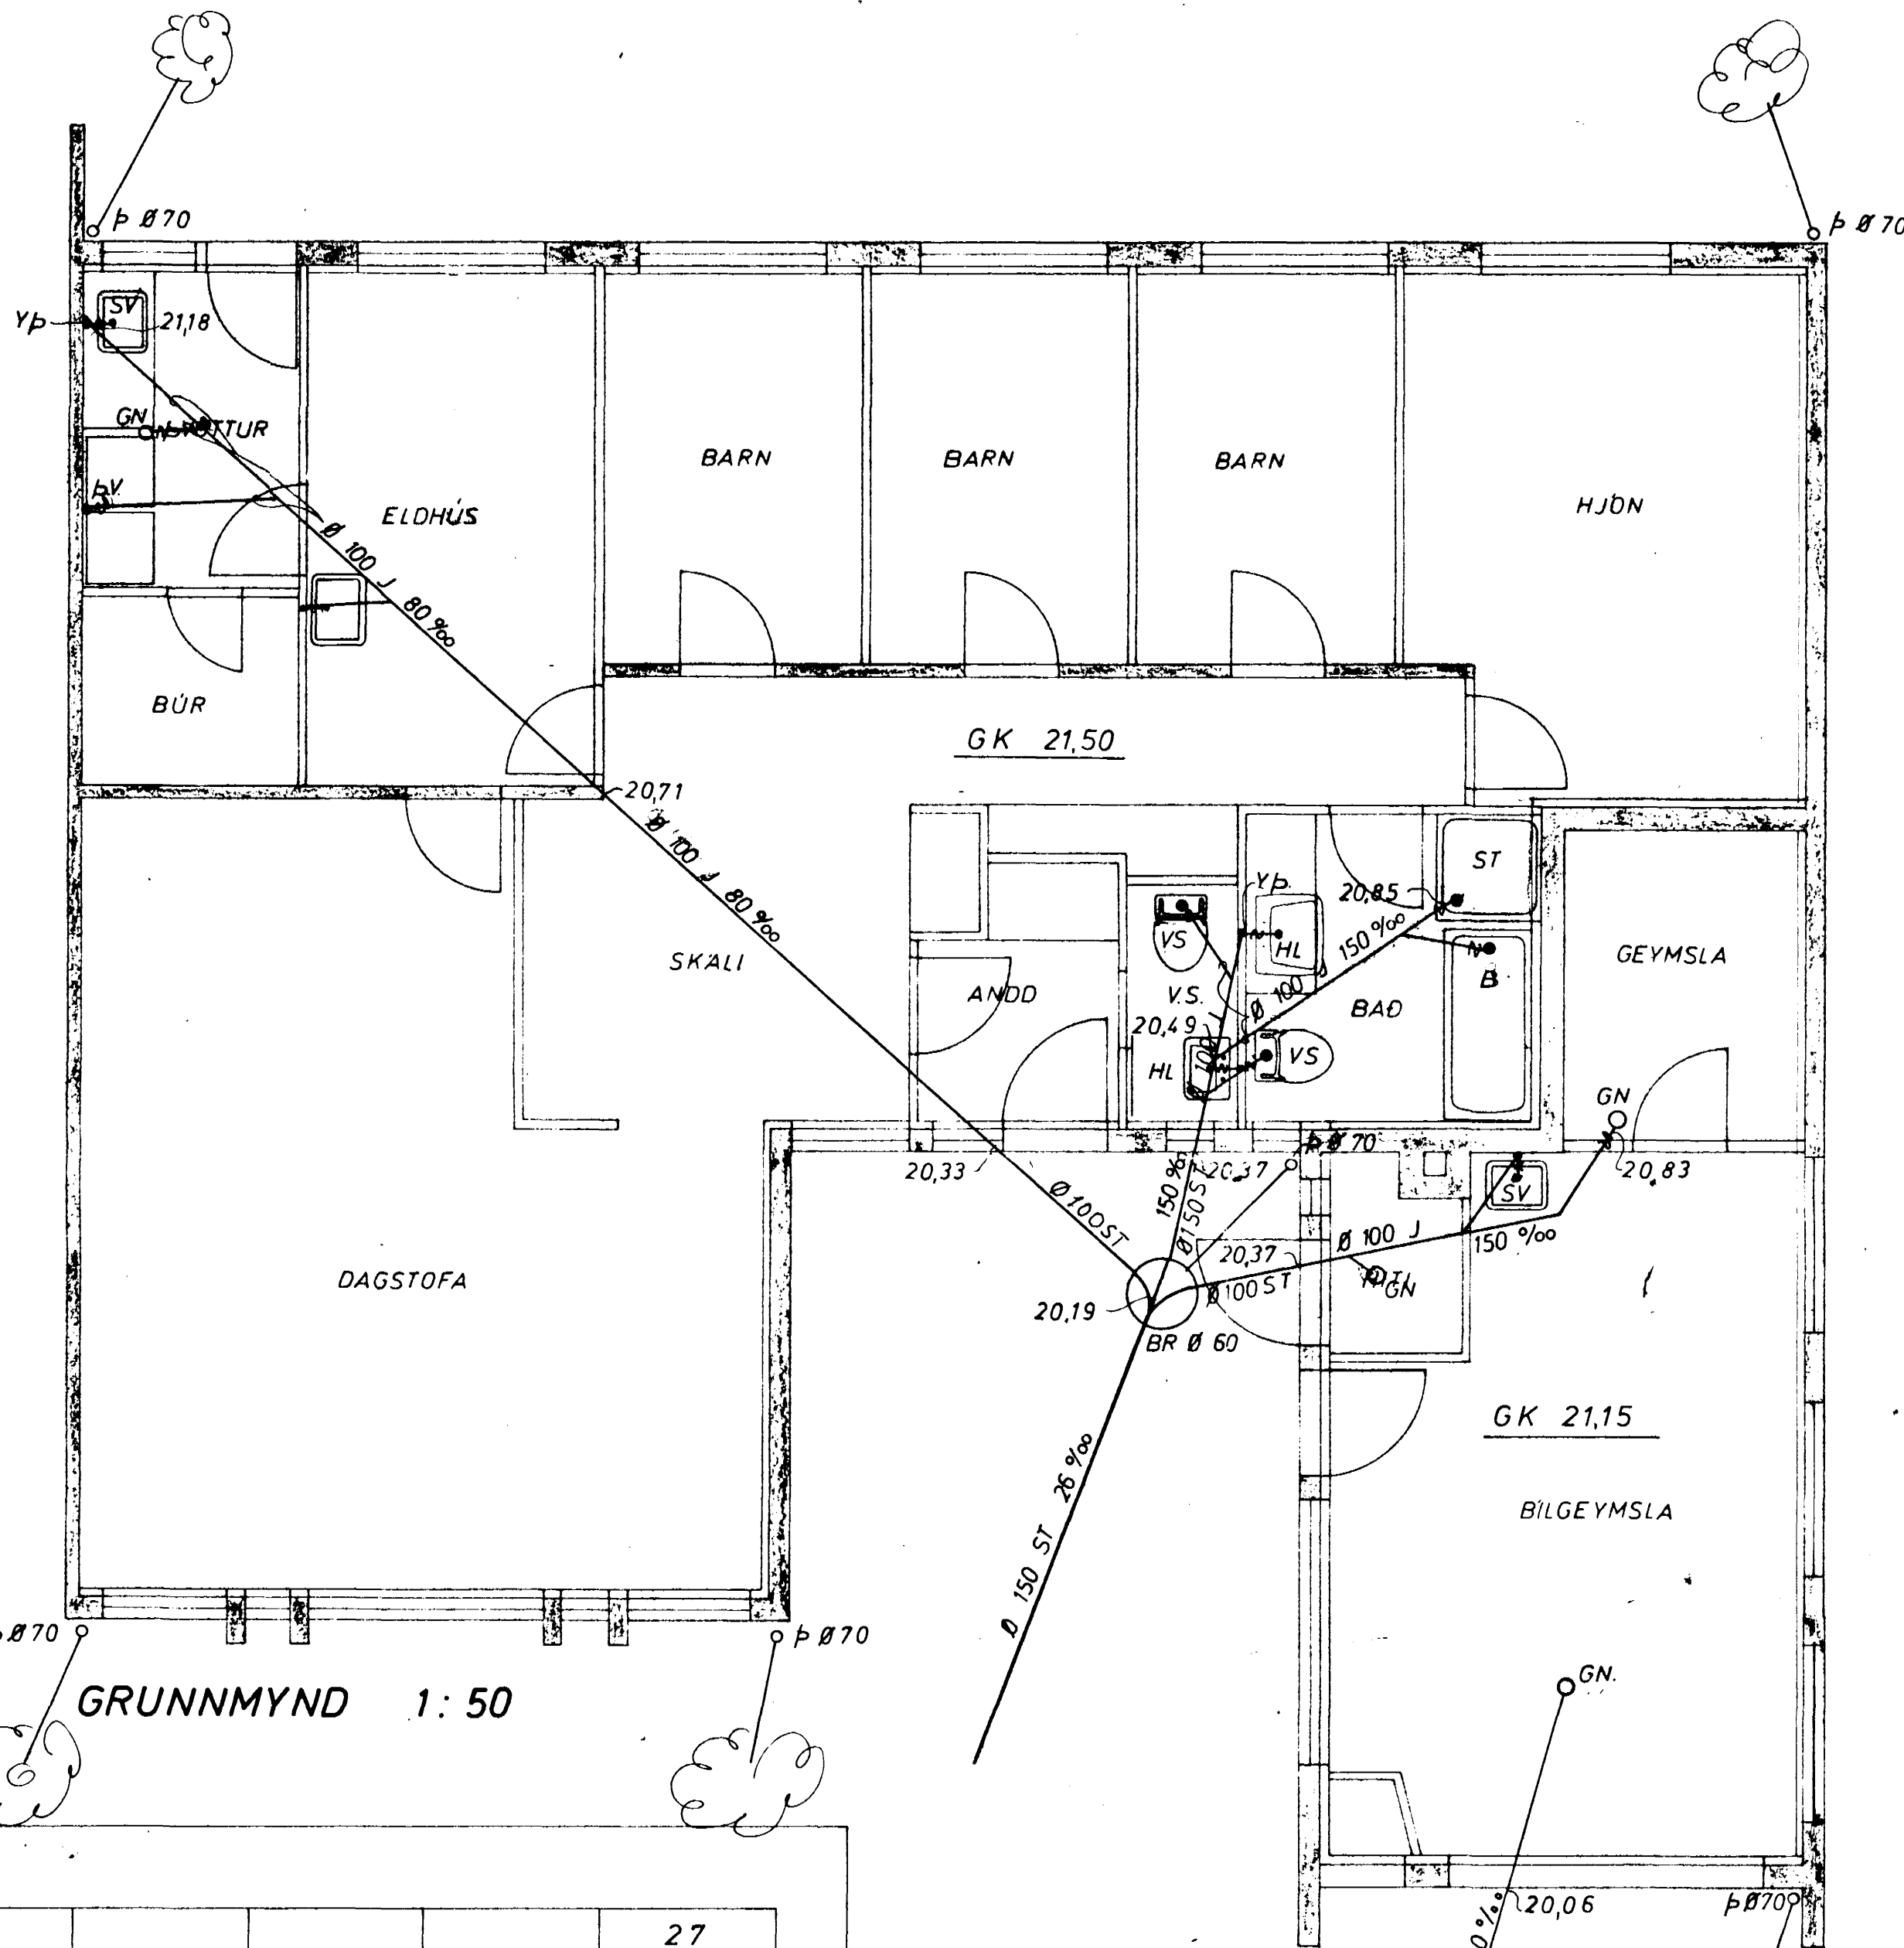 Þ Ø70
Þ Ø70
SV
YÞ
21,18
GN
ÞV.
ELDHÚS
BARN
BARN
BARN
HJÓN
Ø 100 J 80 ‰
BÚR
GK 21,50
20,71
Ø 100 J 80 ‰
SKÁLI
ANDD
VS
V.S.
YÞ.
HL
20,85
ST
150 ‰
Ø 100 J
B
BAÐ
GEYMSLA
20,49
100 J
HL
VS
GN
20,83
20,33
Ø 100 ST
150 ‰
Ø 150 ST
20,37
Þ Ø 70
SV
Ø 100 J
150 ‰
20,37
Ø 100 ST
GN
DAGSTOFA
20,19
BR Ø 60
GK 21,15
BÍLGEYMSLA
Ø 150 ST 26 ‰
Þ Ø70
Þ Ø70
GN.
GRUNNMYND 1:50
20,06
Þ Ø70
27